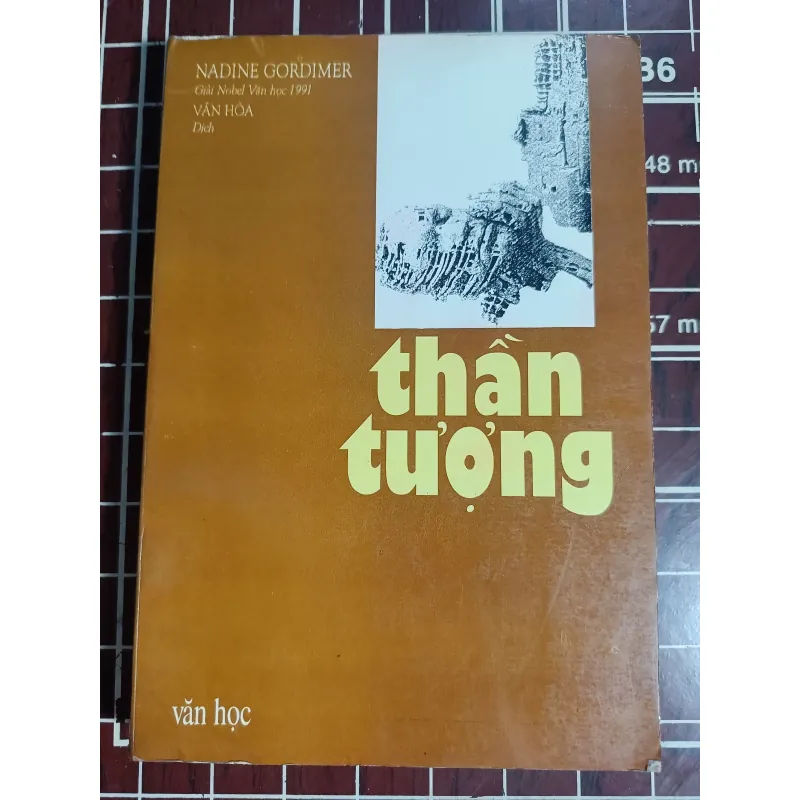 NADINE GORDIMER
Giải Nobel Văn học 1991
VĂN HÒA
Dịch
thần
tượng
văn học
36
48 m
57 m